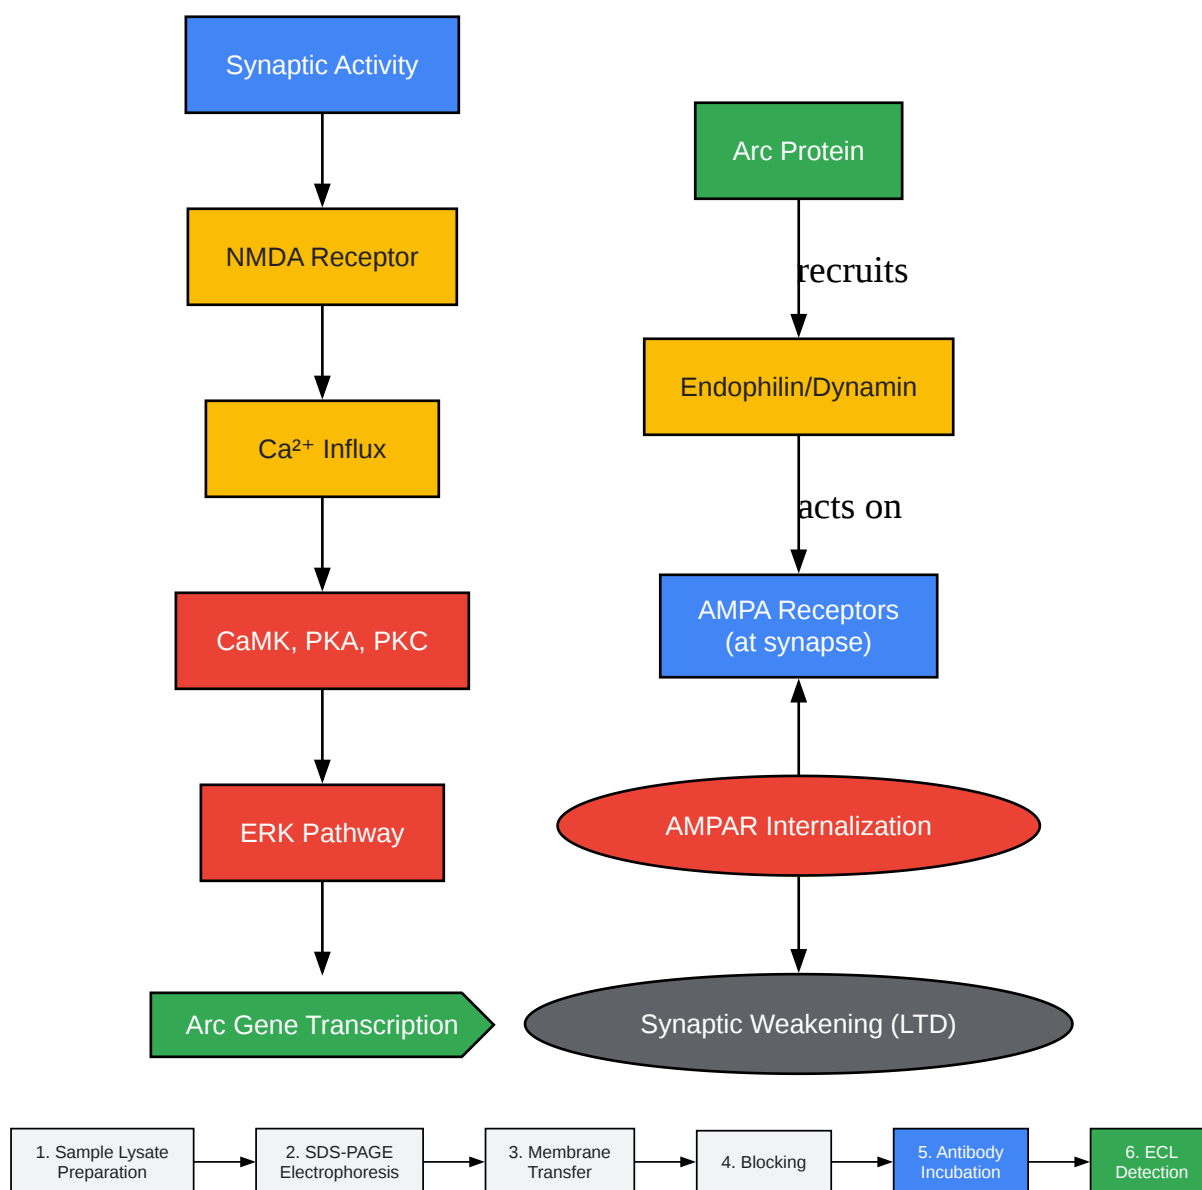 Synaptic Activity
NMDA Receptor
Ca²⁺ Influx
CaMK, PKA, PKC
ERK Pathway
Arc Gene Transcription
Arc Protein
recruits
Endophilin/Dynamin
acts on
AMPA Receptors
(at synapse)
AMPAR Internalization
Synaptic Weakening (LTD)
1. Sample Lysate
Preparation
2. SDS-PAGE
Electrophoresis
3. Membrane
Transfer
4. Blocking
5. Antibody
Incubation
6. ECL
Detection